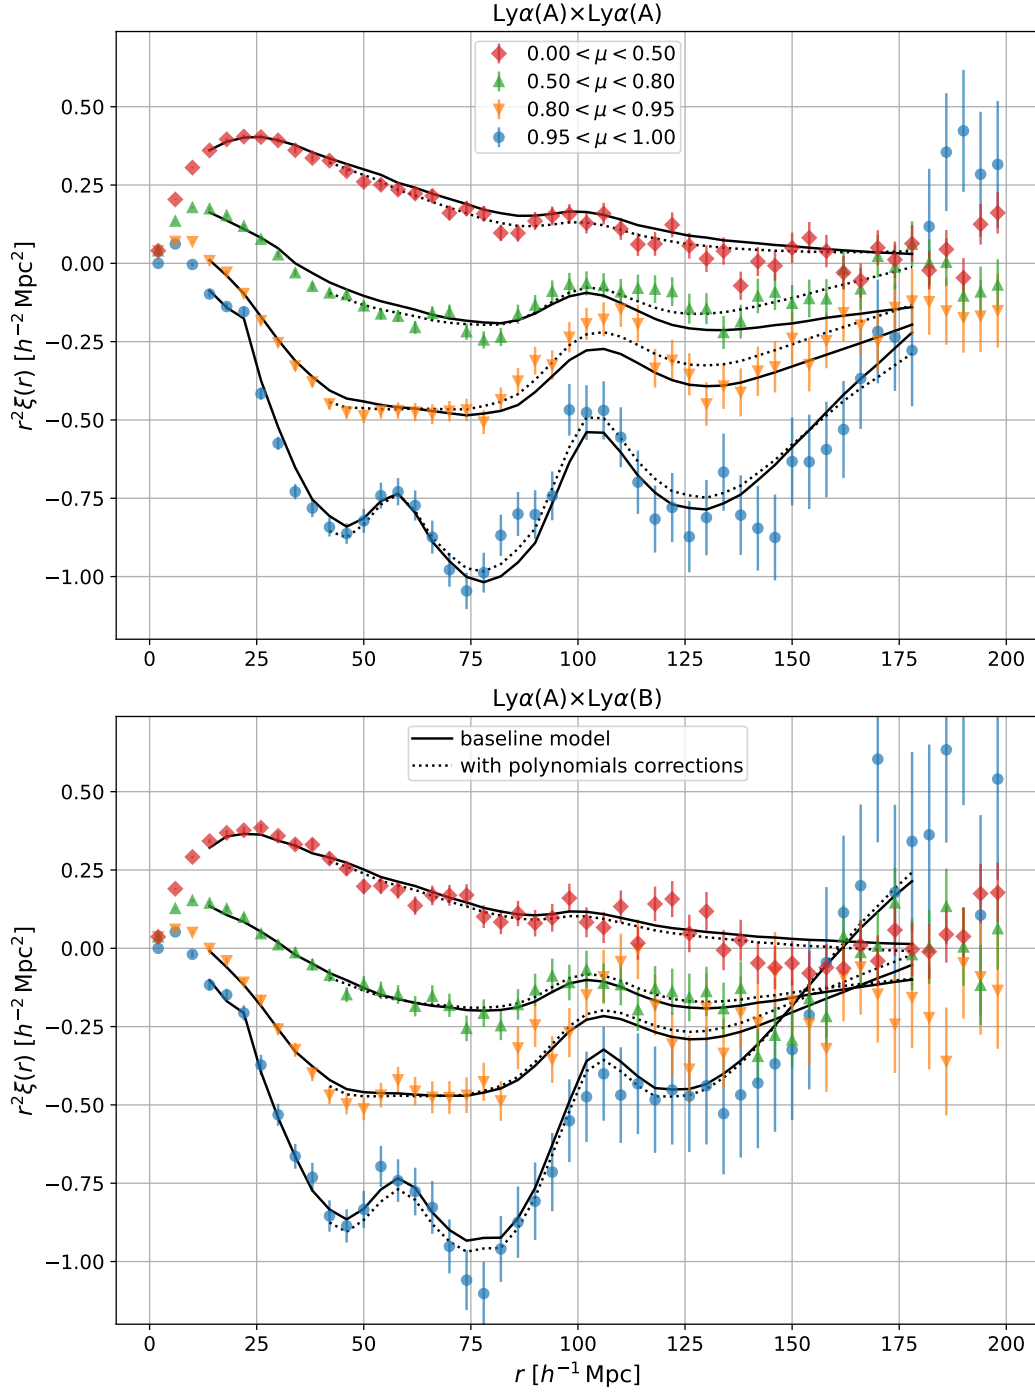 Lyα(A)×Lyα(A)
0.00 < μ < 0.50
0.50 < μ < 0.80
0.80 < μ < 0.95
0.95 < μ < 1.00
0.50
0.25
0.00
−0.25
−0.50
−0.75
−1.00
r²ξ(r) [h⁻² Mpc²]
0 25 50 75 100 125 150 175 200
Lyα(A)×Lyα(B)
baseline model
with polynomials corrections
0.50
0.25
0.00
−0.25
−0.50
−0.75
−1.00
r²ξ(r) [h⁻² Mpc²]
0 25 50 75 100 125 150 175 200
r [h⁻¹ Mpc]